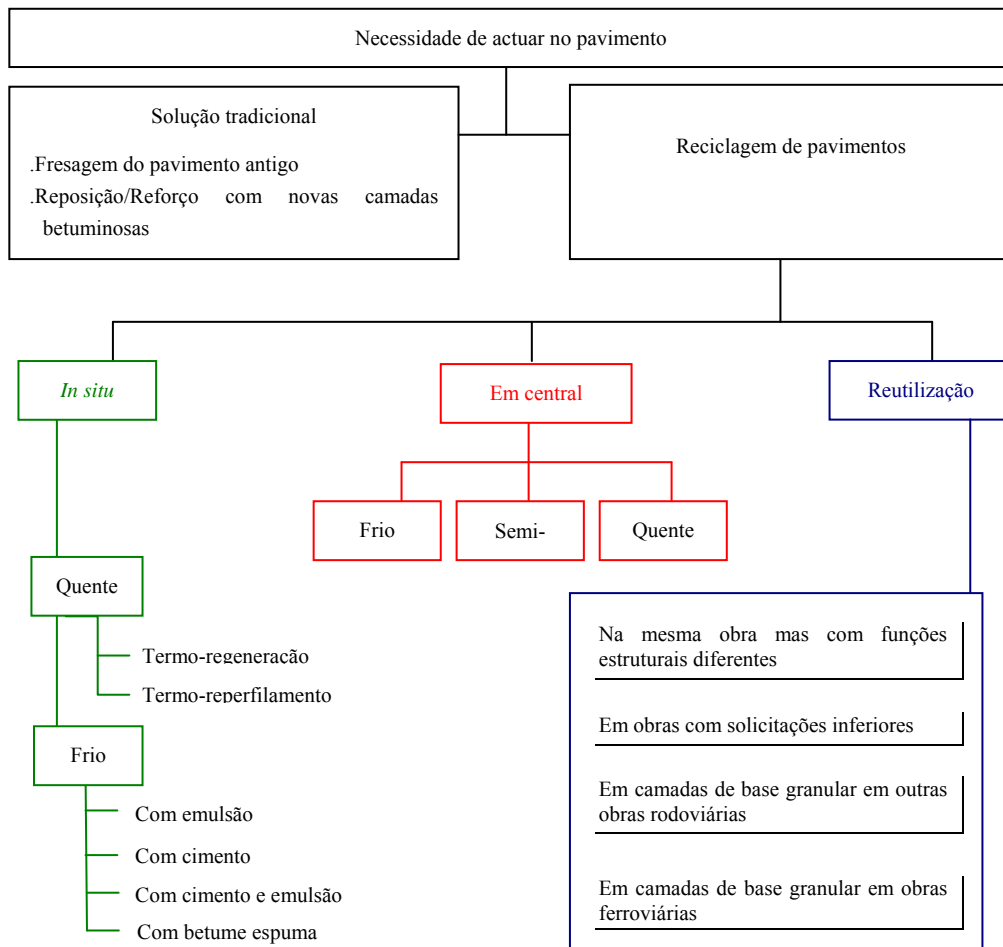 Necessidade de actuar no pavimento
Solução tradicional
.Fresagem do pavimento antigo
.Reposição/Reforço com novas camadas
betuminosas
Reciclagem de pavimentos
In situ
Em central
Reutilização
Frio
Semi-
Quente
Quente
Termo-regeneração
Termo-reperfilamento
Frio
Com emulsão
Com cimento
Com cimento e emulsão
Com betume espuma
Na mesma obra mas com funções
estruturais diferentes
Em obras com solicitações inferiores
Em camadas de base granular em outras
obras rodoviárias
Em camadas de base granular em obras
ferroviárias